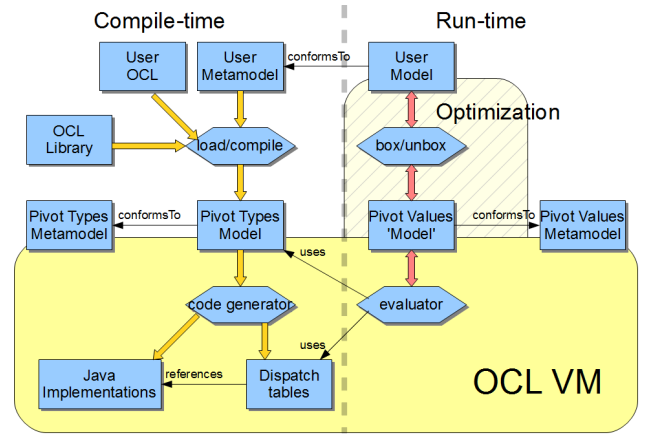 Compile-time
Run-time
User
OCL
User
Metamodel
conformsTo
User
Model
Optimization
OCL
Library
load/compile
box/unbox
Pivot Types
Metamodel
conformsTo
Pivot Types
Model
Pivot Values
'Model'
conformsTo
Pivot Values
Metamodel
uses
code generator
evaluator
uses
Java
Implementations
references
Dispatch
tables
OCL VM